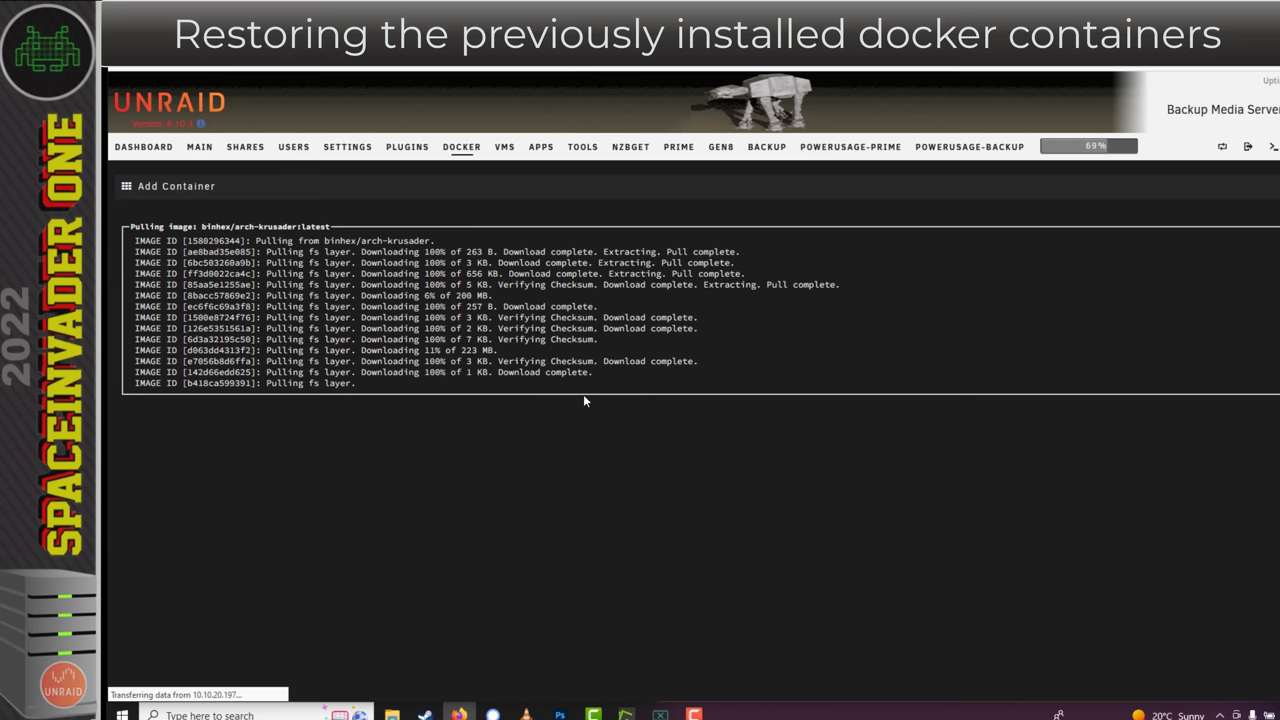 Restoring the previously installed docker containers
UNRAID
Version: 6.10.3
Upti
Backup Media Server
DASHBOARD MAIN SHARES USERS SETTINGS PLUGINS DOCKER VMS APPS TOOLS NZBGET PRIME GEN8 BACKUP POWERUSAGE-PRIME POWERUSAGE-BACKUP 69%
Add Container
Pulling image: binhex/arch-krusader:latest
IMAGE ID [1580296344]: Pulling from binhex/arch-krusader.
IMAGE ID [ae8bad35e085]: Pulling fs layer. Downloading 100% of 263 B. Download complete. Extracting. Pull complete.
IMAGE ID [6bc503260a9b]: Pulling fs layer. Downloading 100% of 3 KB. Download complete. Extracting. Pull complete.
IMAGE ID [ff3d0022ca4c]: Pulling fs layer. Downloading 100% of 656 KB. Download complete. Extracting. Pull complete.
IMAGE ID [85aa5e1255ae]: Pulling fs layer. Downloading 100% of 5 KB. Verifying Checksum. Download complete. Extracting. Pull complete.
IMAGE ID [8bacc57869e2]: Pulling fs layer. Downloading 6% of 200 MB.
IMAGE ID [ec6f6c69a3f8]: Pulling fs layer. Downloading 100% of 257 B. Download complete.
IMAGE ID [1500e8724f76]: Pulling fs layer. Downloading 100% of 3 KB. Verifying Checksum. Download complete.
IMAGE ID [126e5351561a]: Pulling fs layer. Downloading 100% of 2 KB. Verifying Checksum. Download complete.
IMAGE ID [6d3a32195c50]: Pulling fs layer. Downloading 100% of 7 KB. Verifying Checksum.
IMAGE ID [d063dd4313f2]: Pulling fs layer. Downloading 11% of 223 MB.
IMAGE ID [e7056b8d6ffa]: Pulling fs layer. Downloading 100% of 3 KB. Verifying Checksum. Download complete.
IMAGE ID [142d66edd625]: Pulling fs layer. Downloading 100% of 1 KB. Download complete.
IMAGE ID [b418ca599391]: Pulling fs layer.
2022
SPACEINVADER ONE
UNRAID
Transferring data from 10.10.20.197...
Type here to search
20°C Sunny